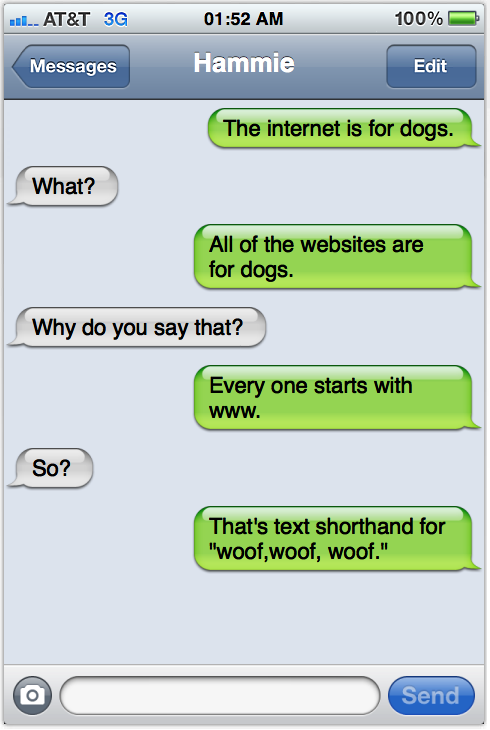 AT&T 3G 01:52 AM 100%
Messages Hammie Edit
The internet is for dogs.
What?
All of the websites are
for dogs.
Why do you say that?
Every one starts with
www.
So?
That's text shorthand for
"woof,woof, woof."
Send